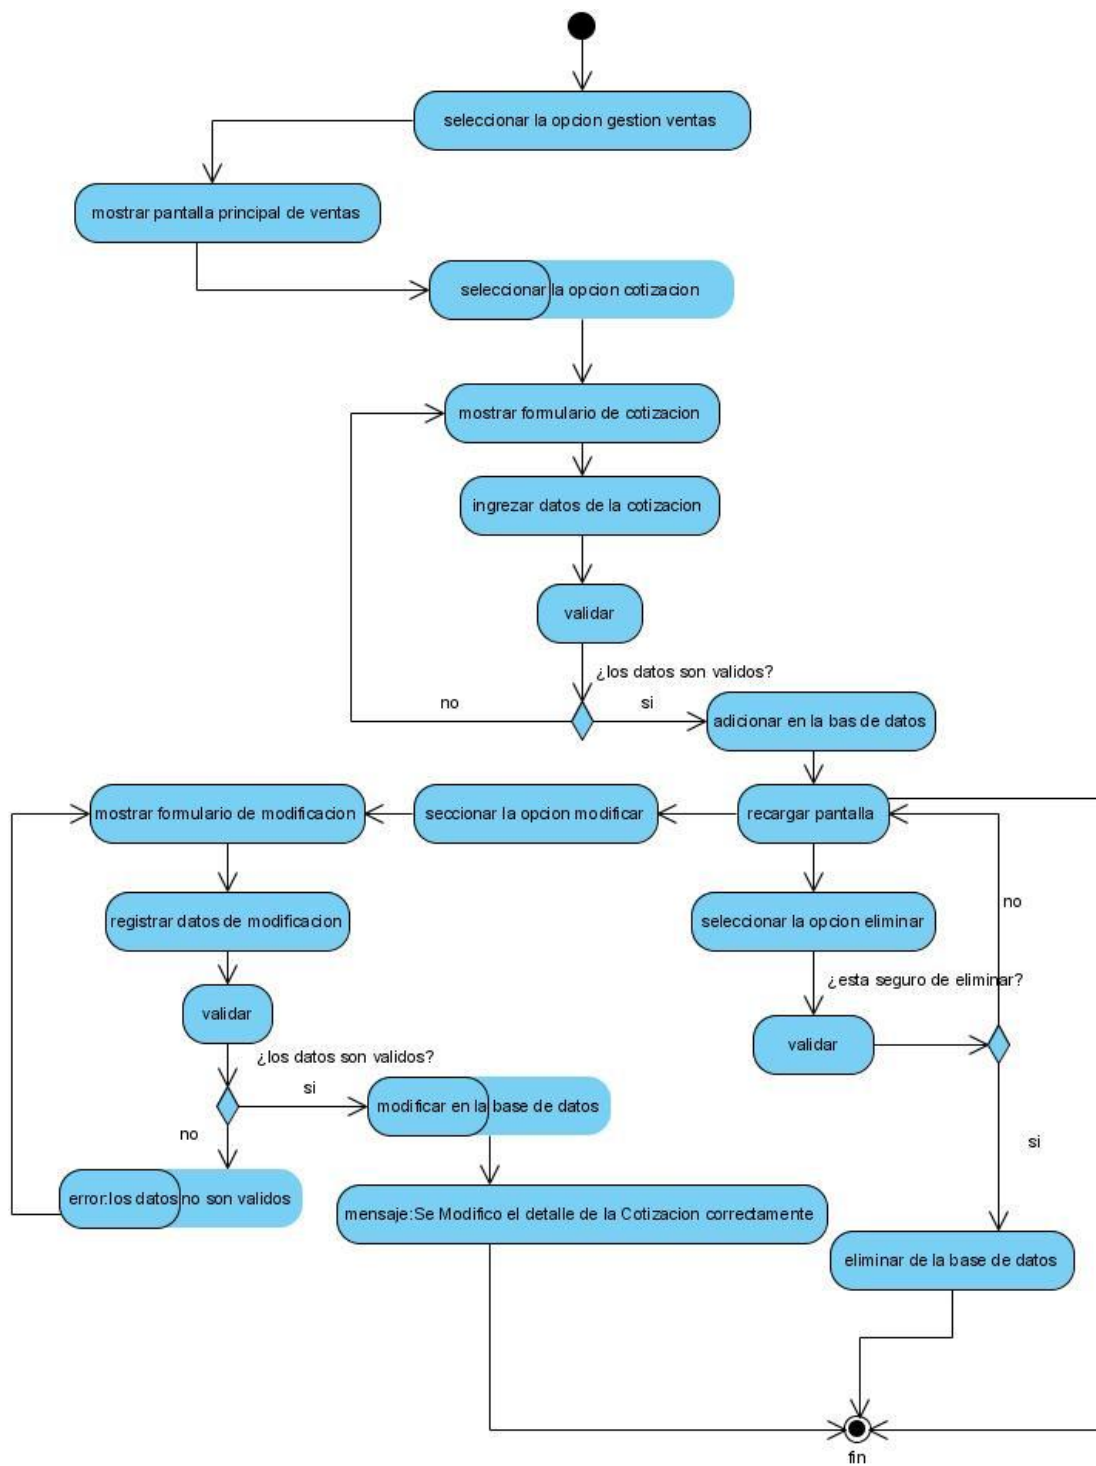 seleccionar la opcion gestion ventas
mostrar pantalla principal de ventas
seleccionar la opcion cotizacion
mostrar formulario de cotizacion
ingrezar datos de la cotizacion
validar
¿los datos son validos?
no
si
adicionar en la bas de datos
mostrar formulario de modificacion
seccionar la opcion modificar
recargar pantalla
no
registrar datos de modificacion
seleccionar la opcion eliminar
¿esta seguro de eliminar?
validar
validar
¿los datos son validos?
si
modificar en la base de datos
no
si
error:los datos no son validos
mensaje:Se Modifico el detalle de la Cotizacion correctamente
eliminar de la base de datos
fin